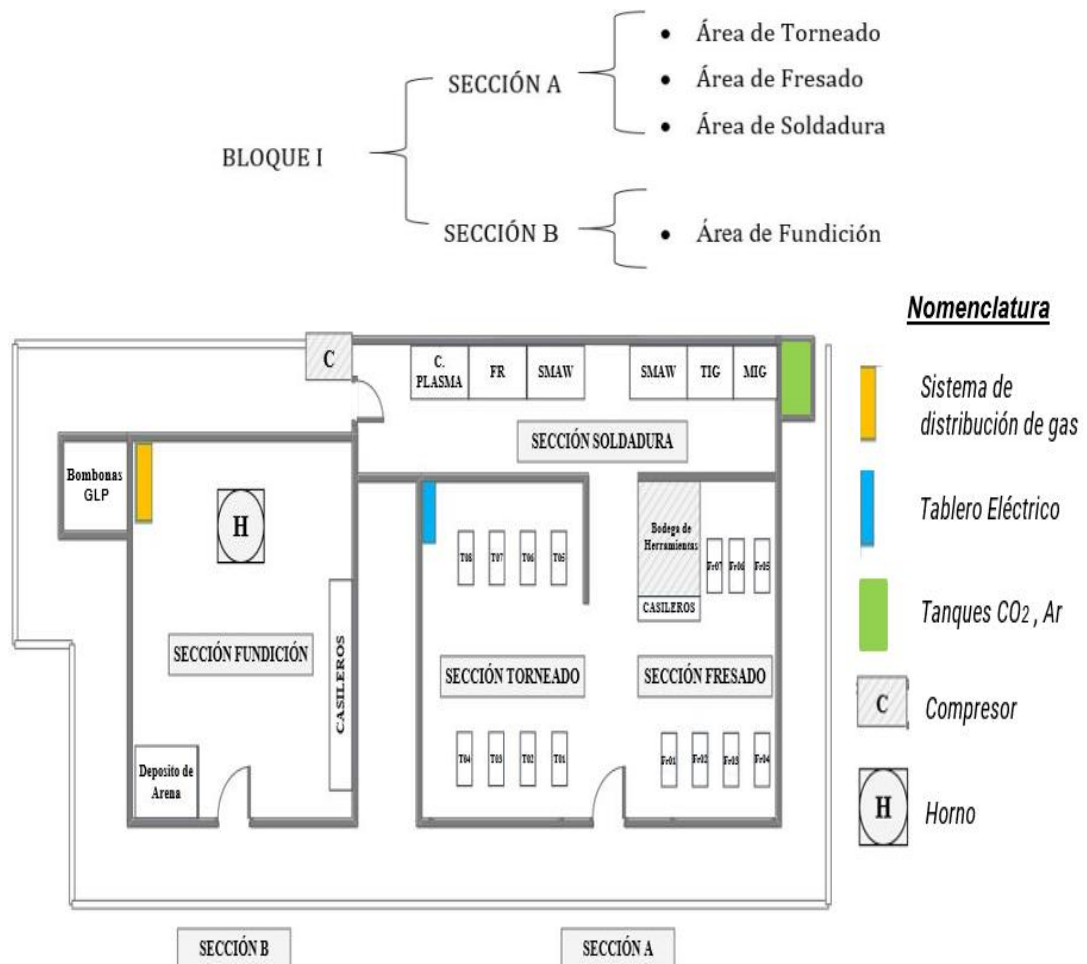 • Área de Torneado
SECCIÓN A
• Área de Fresado
• Área de Soldadura
BLOQUE I
SECCIÓN B
• Área de Fundición
Nomenclatura
Sistema de
distribución de gas
Tablero Eléctrico
Tanques CO2 , Ar
C
Compresor
H
Horno
C
C.
PLASMA
FR
SMAW
SMAW
TIG
MIG
SECCIÓN SOLDADURA
Bombonas
GLP
H
Bodega de
Herramientas
CASILEROS
T08
T07
T06
T05
Fr07
Fr06
Fr05
SECCIÓN FUNDICIÓN
CASILEROS
SECCIÓN TORNEADO
SECCIÓN FRESADO
Deposito de
Arena
T04
T03
T02
T01
Fr01
Fr02
Fr03
Fr04
SECCIÓN B
SECCIÓN A